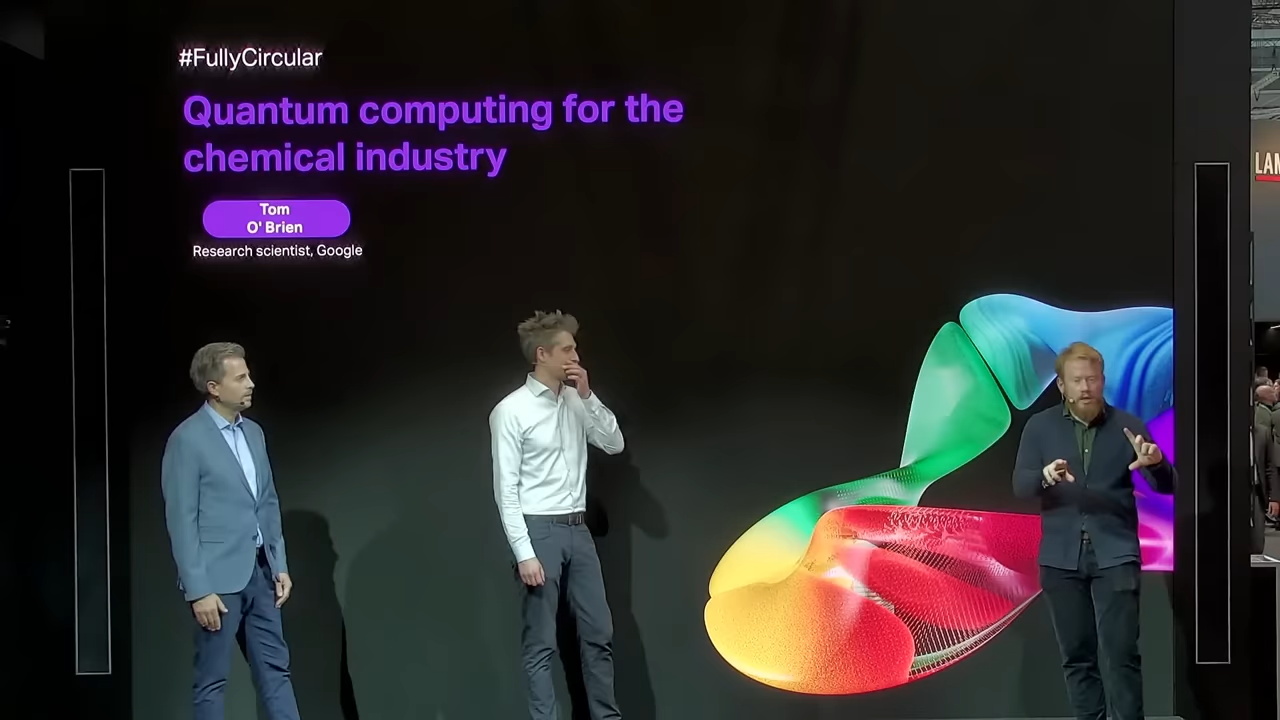 #FullyCircular
Quantum computing for the
chemical industry
Tom
O' Brien
Research scientist, Google